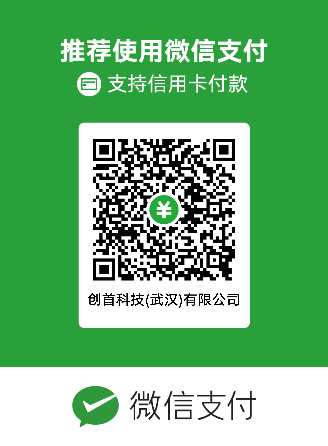 推荐使用微信支付
支持信用卡付款
¥
创首科技(武汉)有限公司
微信支付